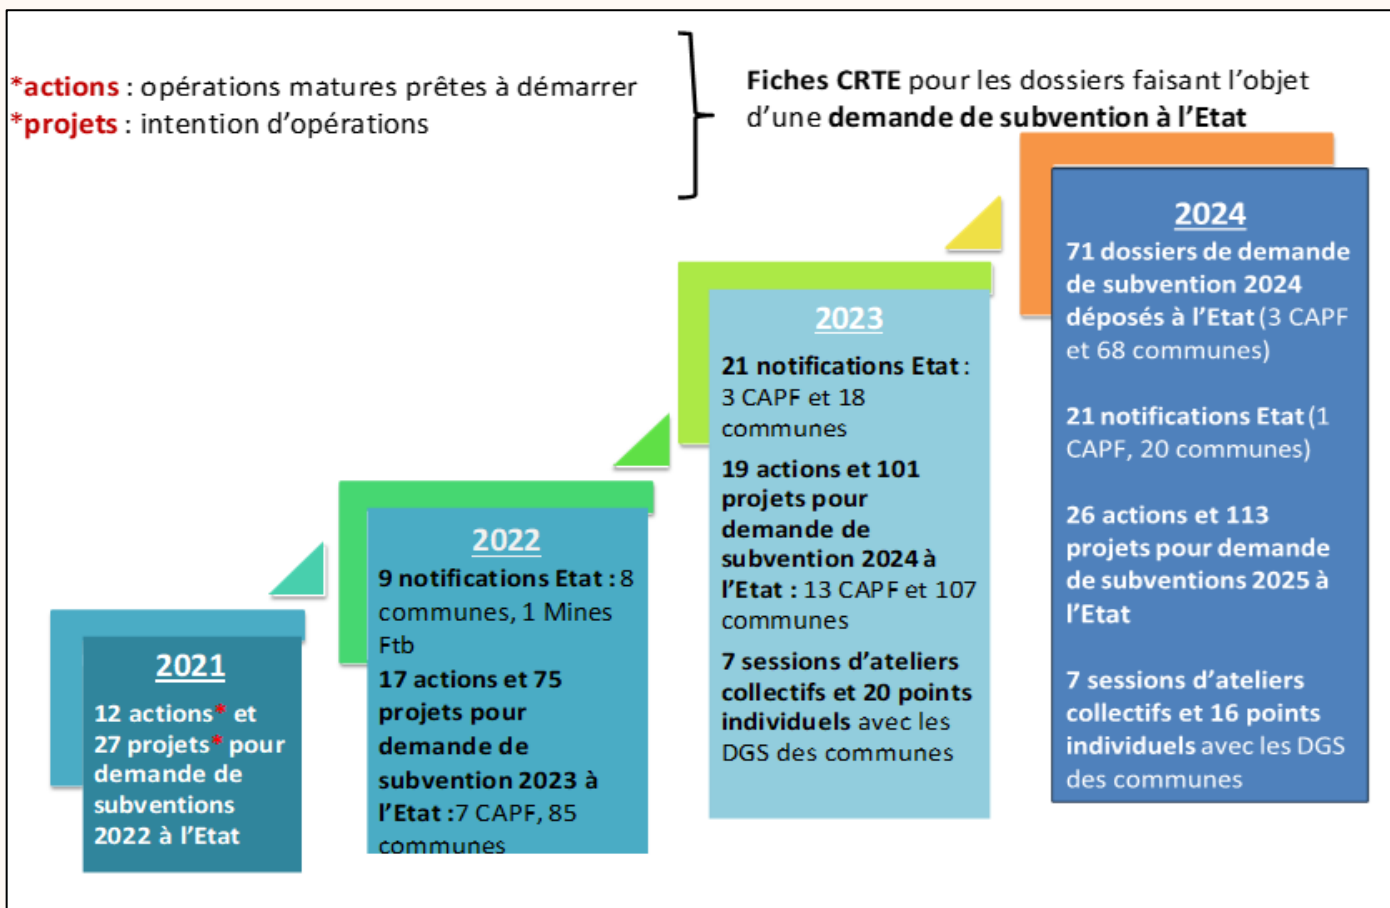 *actions : opérations matures prêtes à démarrer
*projets : intention d’opérations
Fiches CRTE pour les dossiers faisant l’objet
d’une demande de subvention à l’Etat
2021
12 actions* et
27 projets* pour
demande de
subventions
2022 à l’Etat
2022
9 notifications Etat : 8
communes, 1 Mines
Ftb
17 actions et 75
projets pour
demande de
subvention 2023 à
l’Etat :7 CAPF, 85
communes
2023
21 notifications Etat :
3 CAPF et 18
communes
19 actions et 101
projets pour
demande de
subvention 2024 à
l’Etat : 13 CAPF et 107
communes
7 sessions d’ateliers
collectifs et 20 points
individuels avec les
DGS des communes
2024
71 dossiers de demande
de subvention 2024
déposés à l’Etat (3 CAPF
et 68 communes)
21 notifications Etat (1
CAPF, 20 communes)
26 actions et 113
projets pour demande
de subventions 2025 à
l’Etat
7 sessions d’ateliers
collectifs et 16 points
individuels avec les DGS
des communes